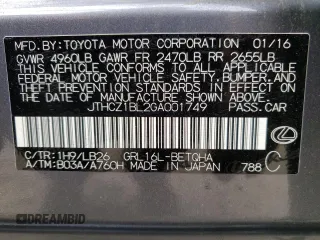 MFD. BY: TOYOTA MOTOR CORPORATION 01/16
GVWR 4960LB GAWR FR 2470LB RR 2655LB
THIS VEHICLE CONFORMS TO ALL APPLICABLE
FEDERAL MOTOR VEHICLE SAFETY, BUMPER,
AND THEFT PREVENTION STANDARDS IN EFFECT ON
THE DATE OF MANUFACTURE SHOWN ABOVE.
JTHCZ1BL2GA001749 PASS.CAR
C/TR: 1H9/LB26 GRL16L-BETQHA
A/TM: B03A/A760H MADE IN JAPAN 788 C
DREAMBID